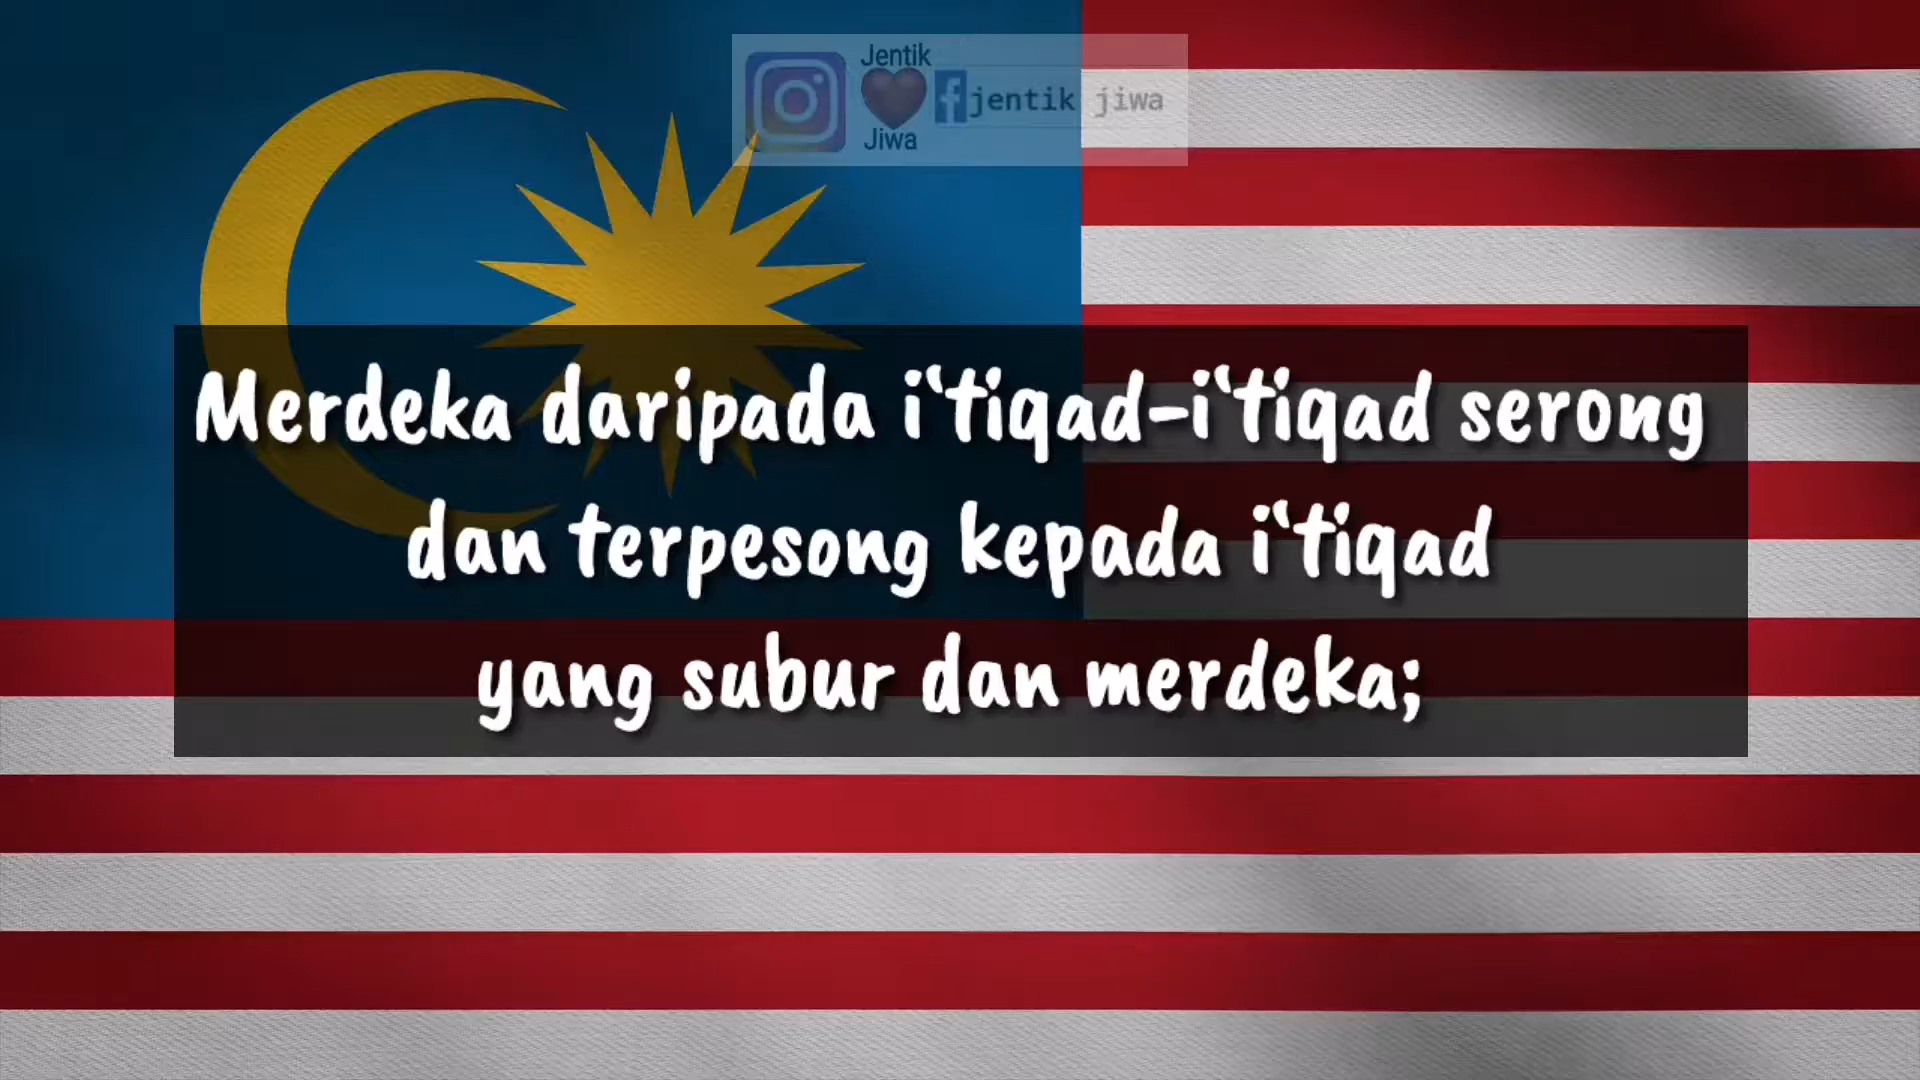 Jentik
jentik jiwa
Jiwa
Merdeka daripada i‘tiqad-i‘tiqad serong
dan terpesong kepada i‘tiqad
yang subur dan merdeka;